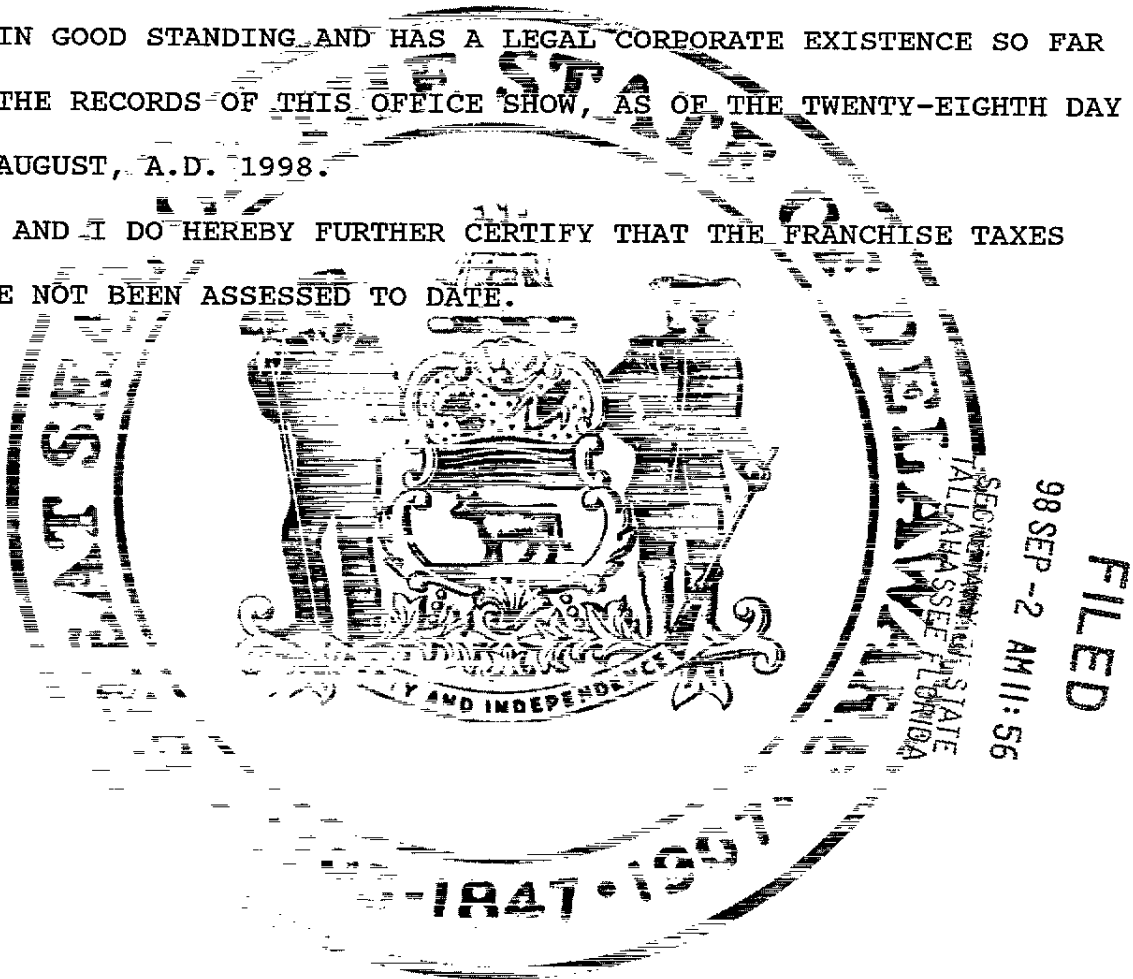 IN GOOD STANDING AND HAS A LEGAL CORPORATE EXISTENCE SO FAR
THE RECORDS OF THIS OFFICE SHOW, AS OF THE TWENTY-EIGHTH DAY
AUGUST, A.D. 1998.
AND I DO HEREBY FURTHER CERTIFY THAT THE FRANCHISE TAXES
E NOT BEEN ASSESSED TO DATE.
AND INDEPENDENCE
1847
FILED
98 SEP -2 AM 11:56
STATE
TALLAHASSEE FLORIDA